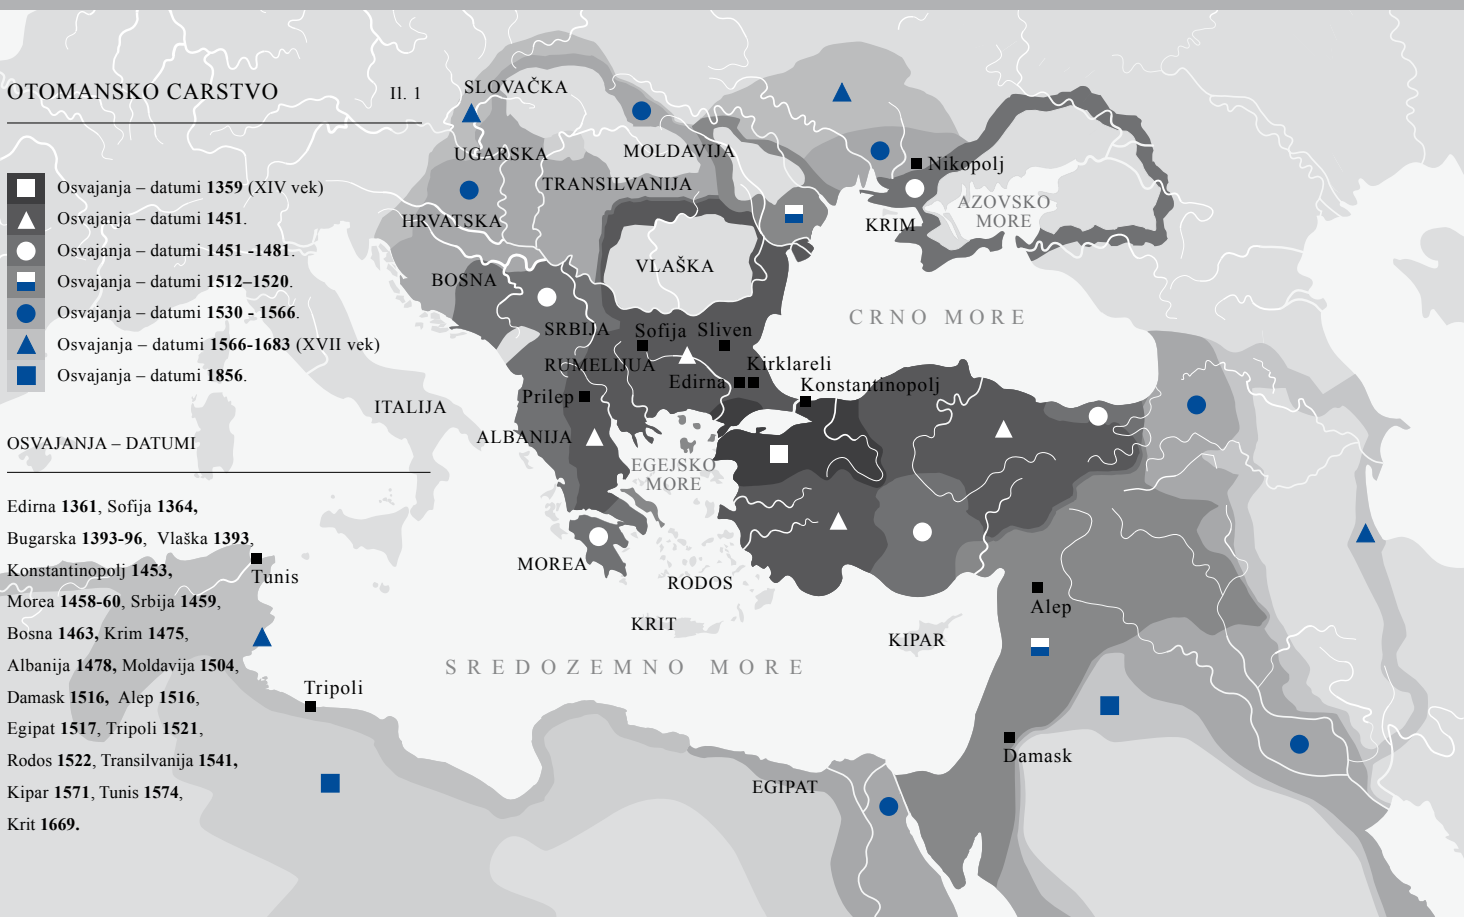 OTOMANSKO CARSTVO
Il. 1
Osvajanja – datumi 1359 (XIV vek)
Osvajanja – datumi 1451.
Osvajanja – datumi 1451 -1481.
Osvajanja – datumi 1512–1520.
Osvajanja – datumi 1530 - 1566.
Osvajanja – datumi 1566-1683 (XVII vek)
Osvajanja – datumi 1856.
OSVAJANJA – DATUMI
Edirna 1361, Sofija 1364,
Bugarska 1393-96, Vlaška 1393,
Konstantinopolj 1453,
Morea 1458-60, Srbija 1459,
Bosna 1463, Krim 1475,
Albanija 1478, Moldavija 1504,
Damask 1516, Alep 1516,
Egipat 1517, Tripoli 1521,
Rodos 1522, Transilvanija 1541,
Kipar 1571, Tunis 1574,
Krit 1669.
SLOVAČKA
UGARSKA
MOLDAVIJA
TRANSILVANIJA
HRVATSKA
Nikopolj
AZOVSKO
MORE
KRIM
VLAŠKA
BOSNA
CRNO MORE
SRBIJA
Sofija
Sliven
RUMELIJUA
Kirklareli
Edirna
Konstantinopolj
Prilep
ITALIJA
ALBANIJA
EGEJSKO
MORE
MOREA
Tunis
RODOS
Alep
KRIT
KIPAR
SREDOZEMNO MORE
Tripoli
Damask
EGIPAT